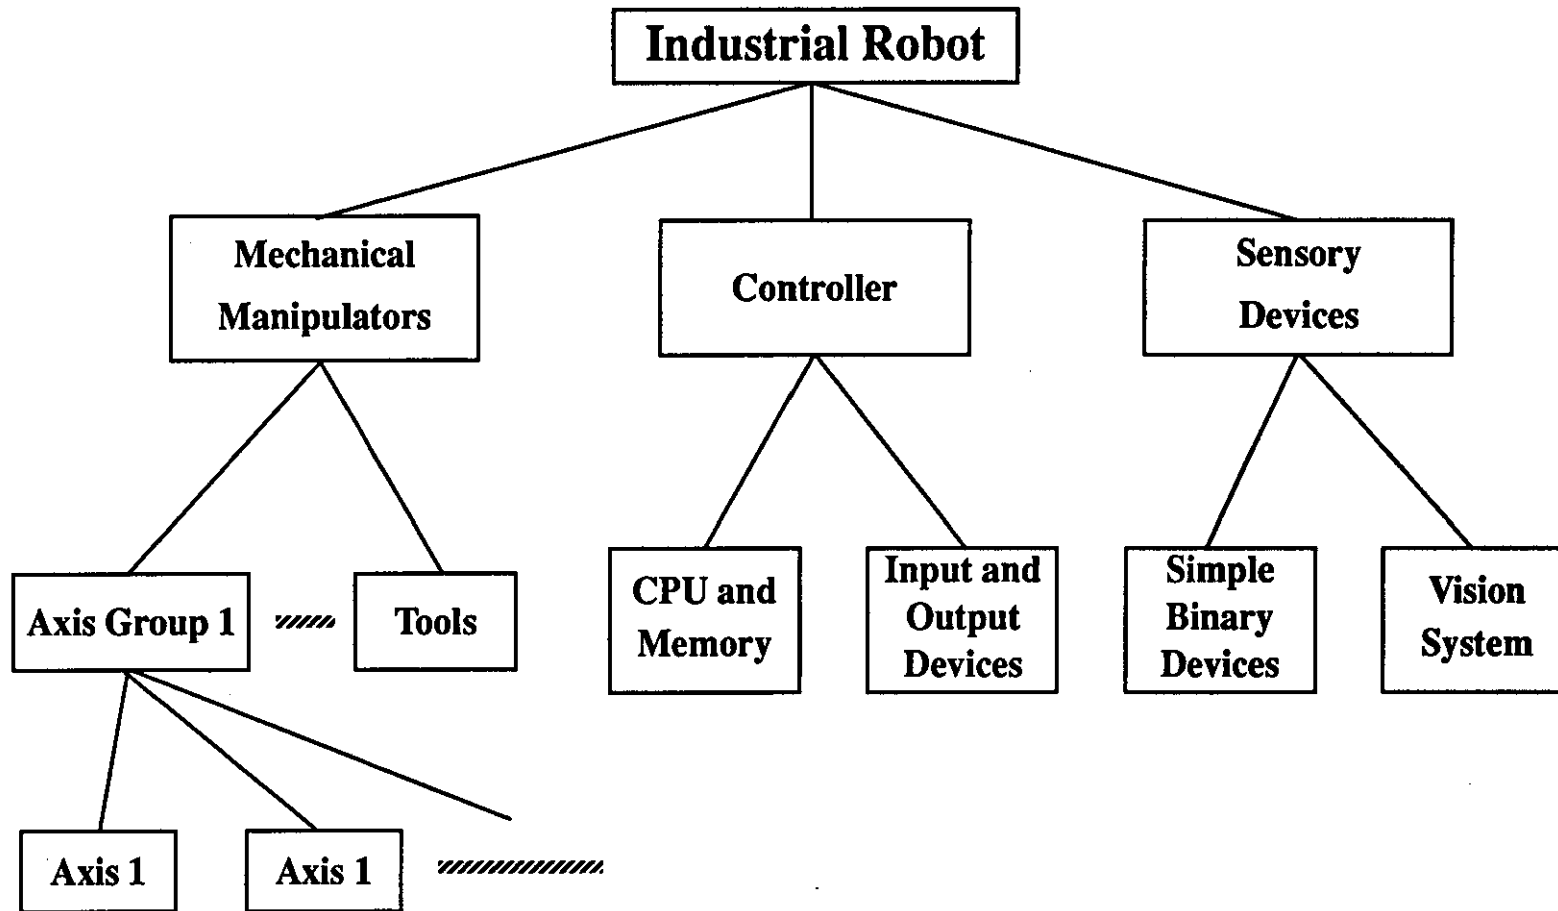 Industrial Robot
Mechanical
Manipulators
Controller
Sensory
Devices
Axis Group 1
Tools
CPU and
Memory
Input and
Output
Devices
Simple
Binary
Devices
Vision
System
Axis 1
Axis 1